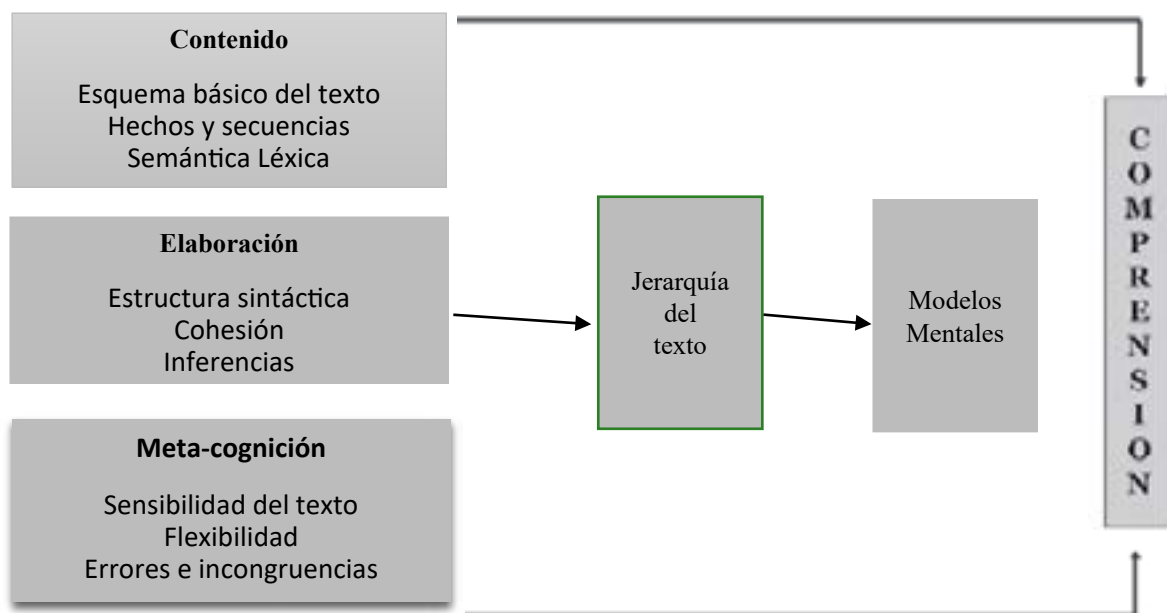 Contenido
Esquema básico del texto
Hechos y secuencias
Semántica Léxica
Elaboración
Estructura sintáctica
Cohesión
Inferencias
Meta-cognición
Sensibilidad del texto
Flexibilidad
Errores e incongruencias
Jerarquía
del
texto
Modelos
Mentales
C
O
M
P
R
E
N
S
I
O
N